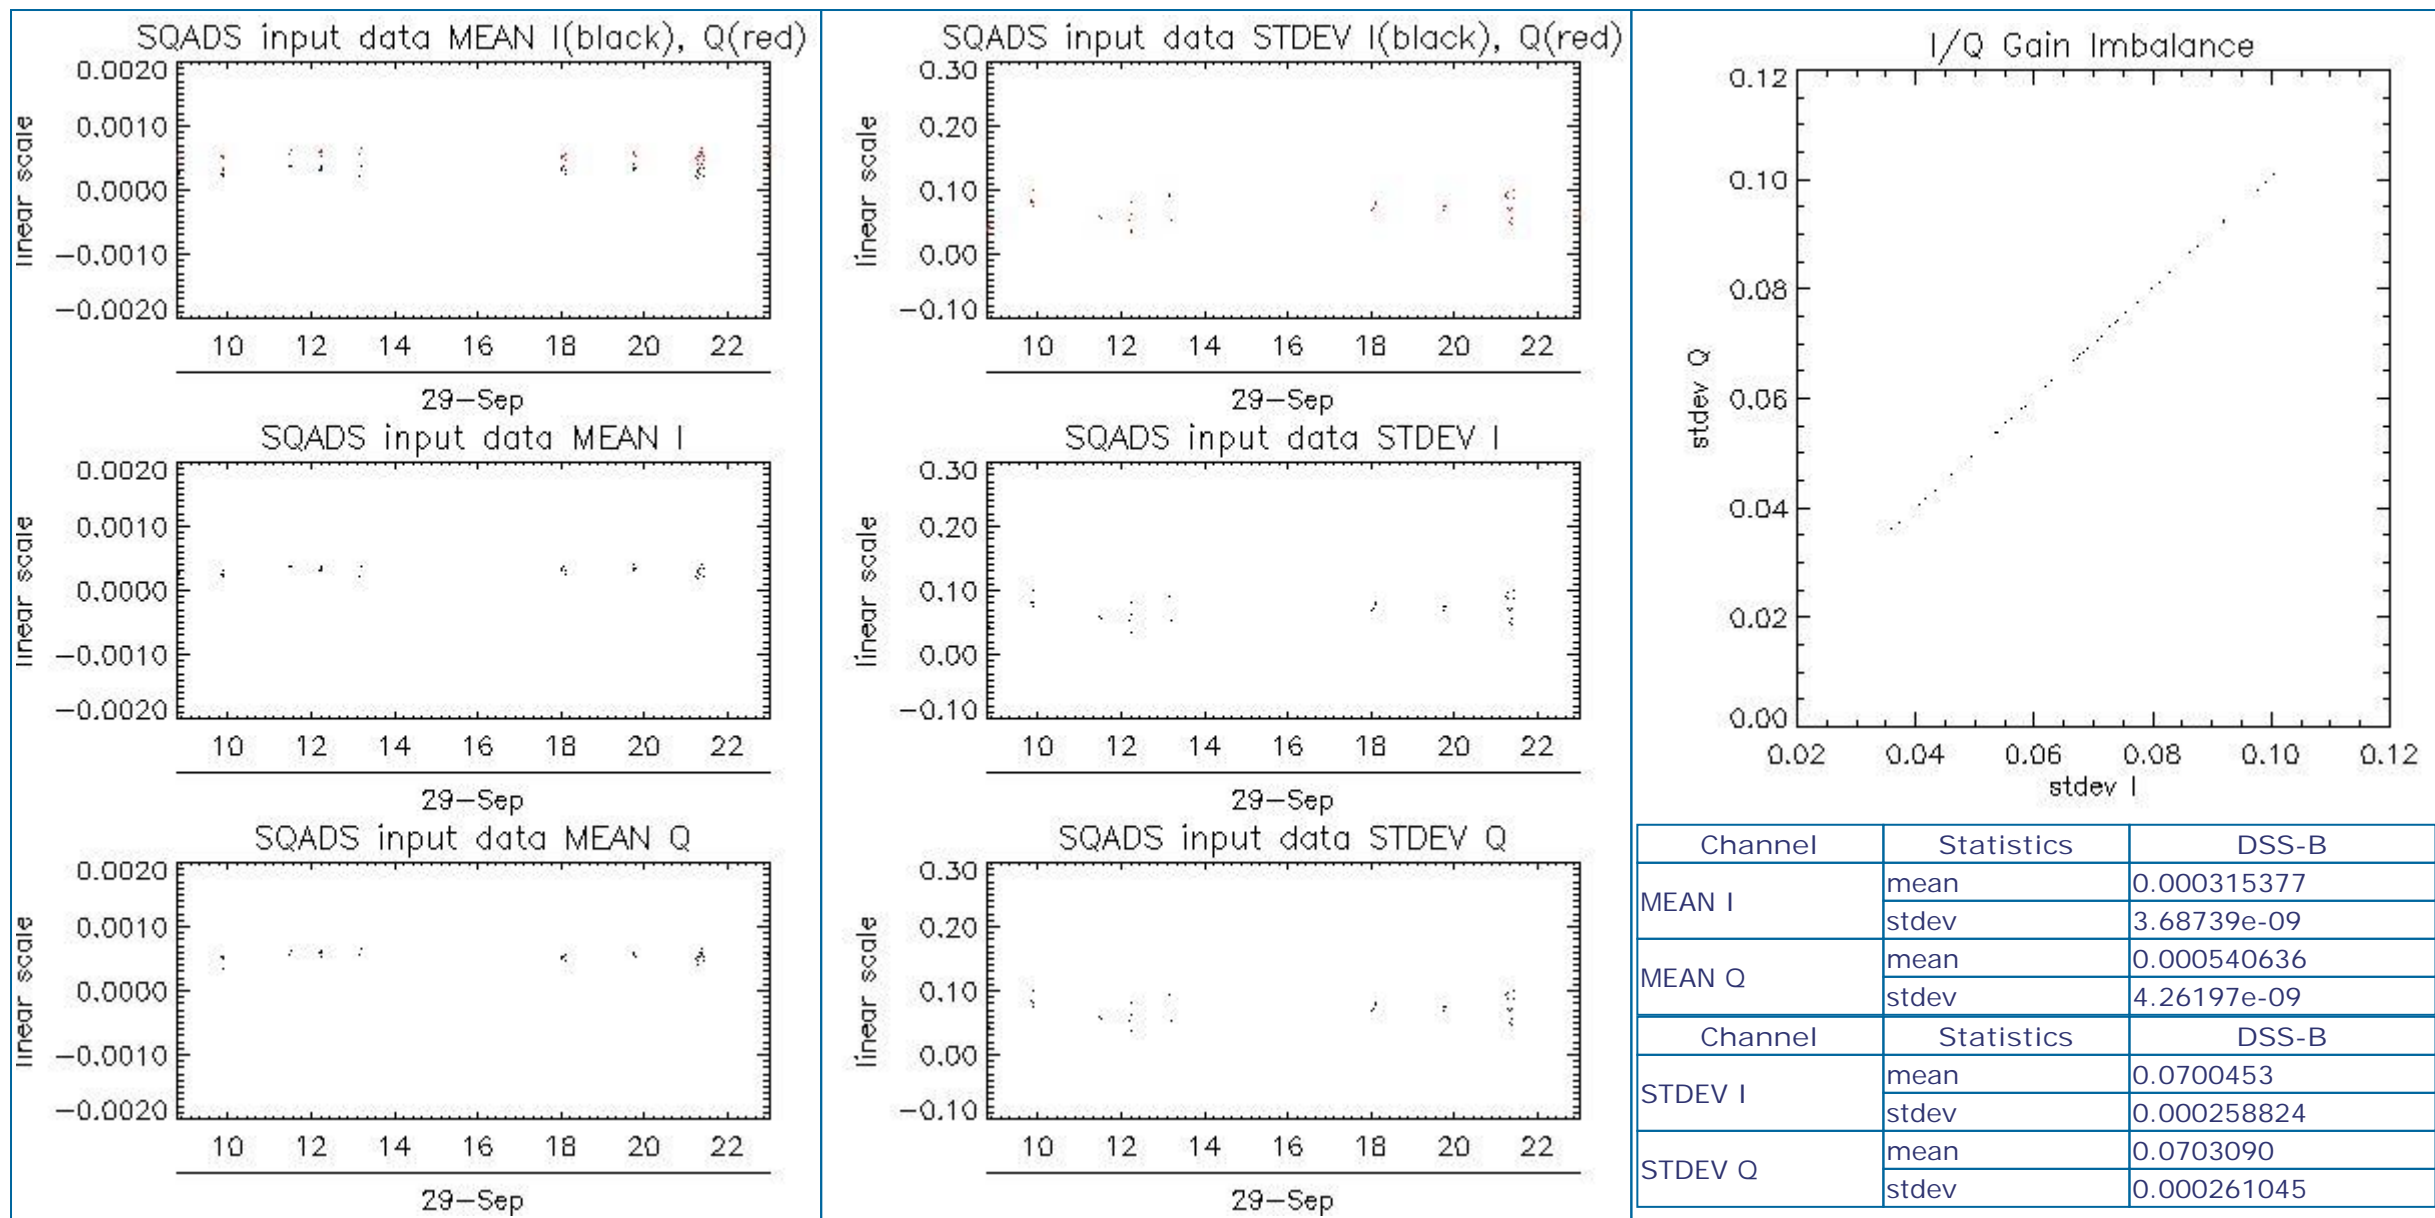 SQADS input data MEAN I(black), Q(red)
0.0020
0.0010
0.0000
−0.0010
−0.0020
linear scale
10 12 14 16 18 20 22
29−Sep
SQADS input data MEAN I
0.0020
0.0010
0.0000
−0.0010
−0.0020
linear scale
10 12 14 16 18 20 22
29−Sep
SQADS input data MEAN Q
0.0020
0.0010
0.0000
−0.0010
−0.0020
linear scale
10 12 14 16 18 20 22
29−Sep
SQADS input data STDEV I(black), Q(red)
0.30
0.20
0.10
0.00
−0.10
linear scale
10 12 14 16 18 20 22
29−Sep
SQADS input data STDEV I
0.30
0.20
0.10
0.00
−0.10
linear scale
10 12 14 16 18 20 22
29−Sep
SQADS input data STDEV Q
0.30
0.20
0.10
0.00
−0.10
linear scale
10 12 14 16 18 20 22
29−Sep
I/Q Gain Imbalance
0.12
0.10
0.08
0.06
0.04
0.02
0.00
stdev Q
0.02 0.04 0.06 0.08 0.10 0.12
stdev I
Channel Statistics DSS-B
MEAN I mean 0.000315377
stdev 3.68739e-09
MEAN Q mean 0.000540636
stdev 4.26197e-09
Channel Statistics DSS-B
STDEV I mean 0.0700453
stdev 0.000258824
STDEV Q mean 0.0703090
stdev 0.000261045